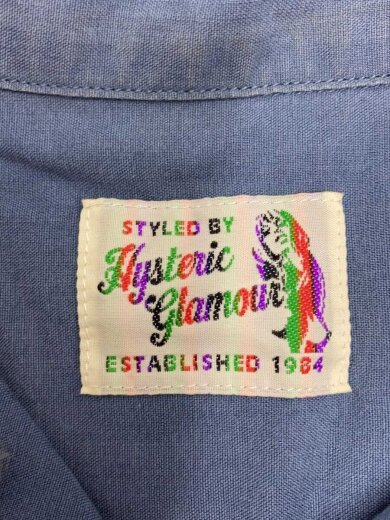 STYLED BY
Hysteric
Glamour
ESTABLISHED 1984